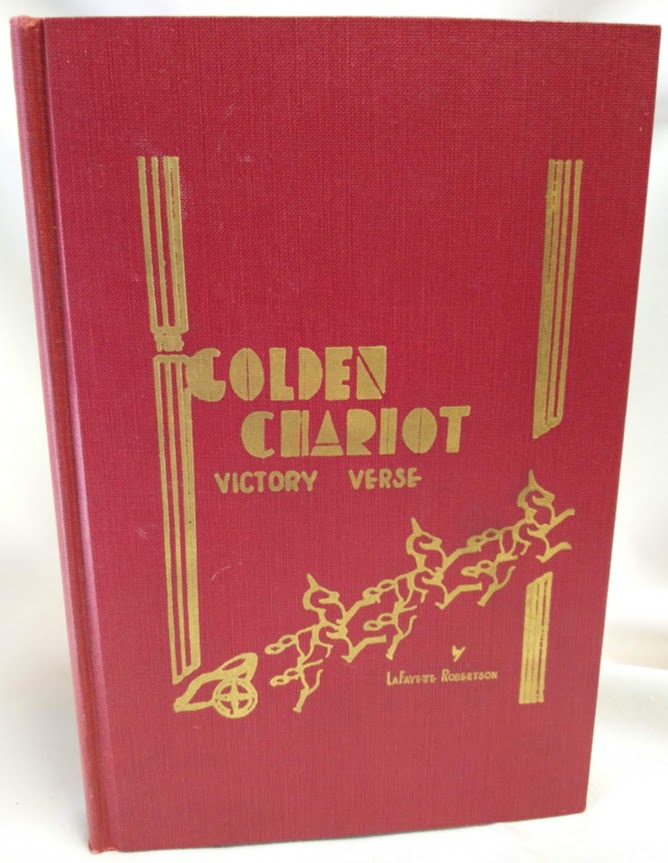 THE
GOLDEN
CHARIOT
VICTORY VERSE
by
LAFAYETTE ROBERTSON